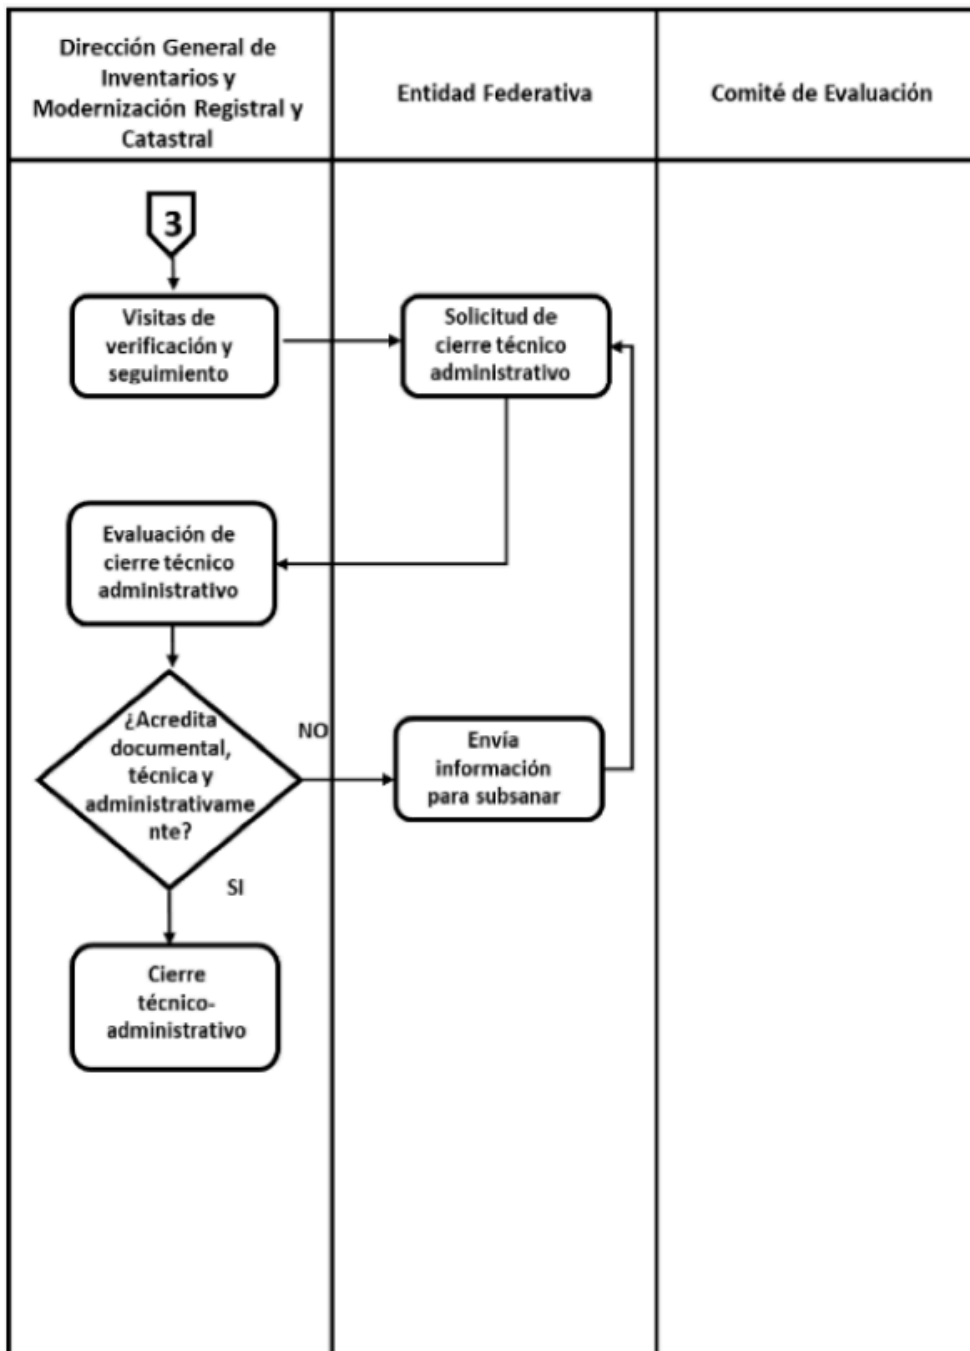 Dirección General de
Inventarios y
Modernización Registral y
Catastral
Entidad Federativa
Comité de Evaluación
3
Visitas de
verificación y
seguimiento
Solicitud de
cierre técnico
administrativo
Evaluación de
cierre técnico
administrativo
¿Acredita
documental,
técnica y
administrativame
nte?
NO
Envía
información
para subsanar
SI
Cierre
técnico-
administrativo